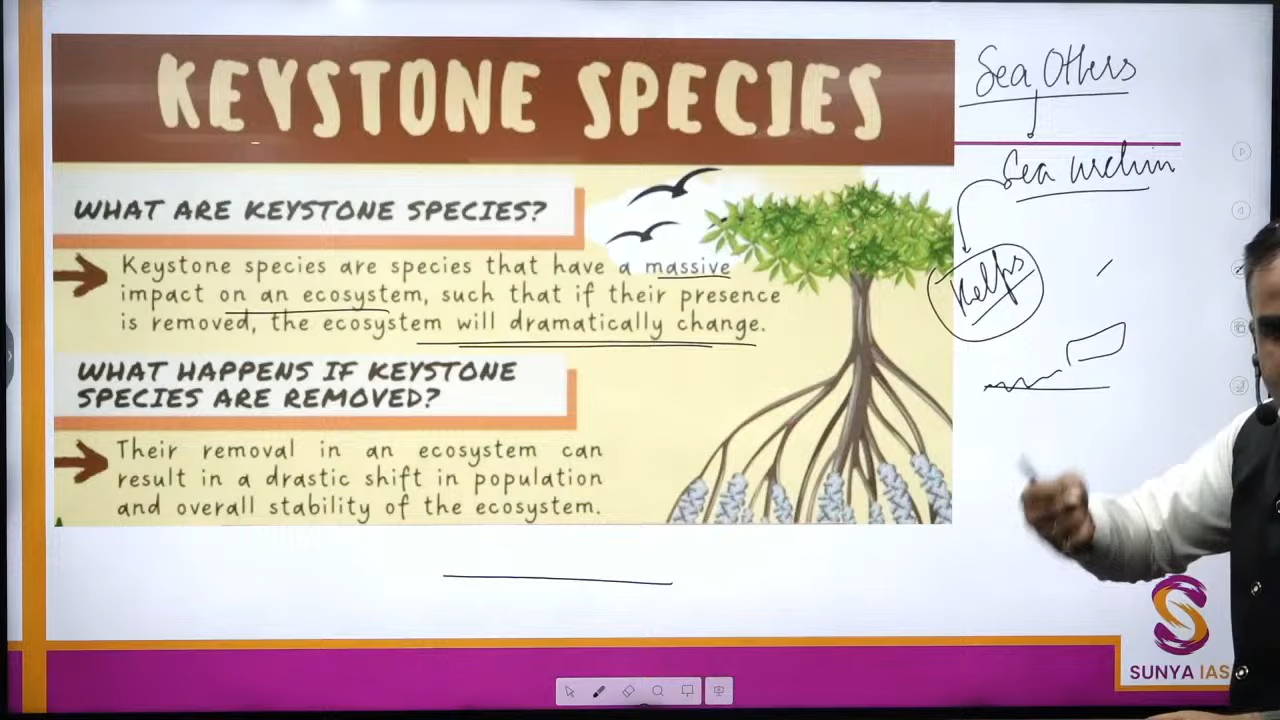 KEYSTONE SPECIES
WHAT ARE KEYSTONE SPECIES?
Keystone species are species that have a massive
impact on an ecosystem, such that if their presence
is removed, the ecosystem will dramatically change.
WHAT HAPPENS IF KEYSTONE
SPECIES ARE REMOVED?
Their removal in an ecosystem can
result in a drastic shift in population
and overall stability of the ecosystem.
Sea Otters
Sea urchin
Kelps
SUNYA IAS